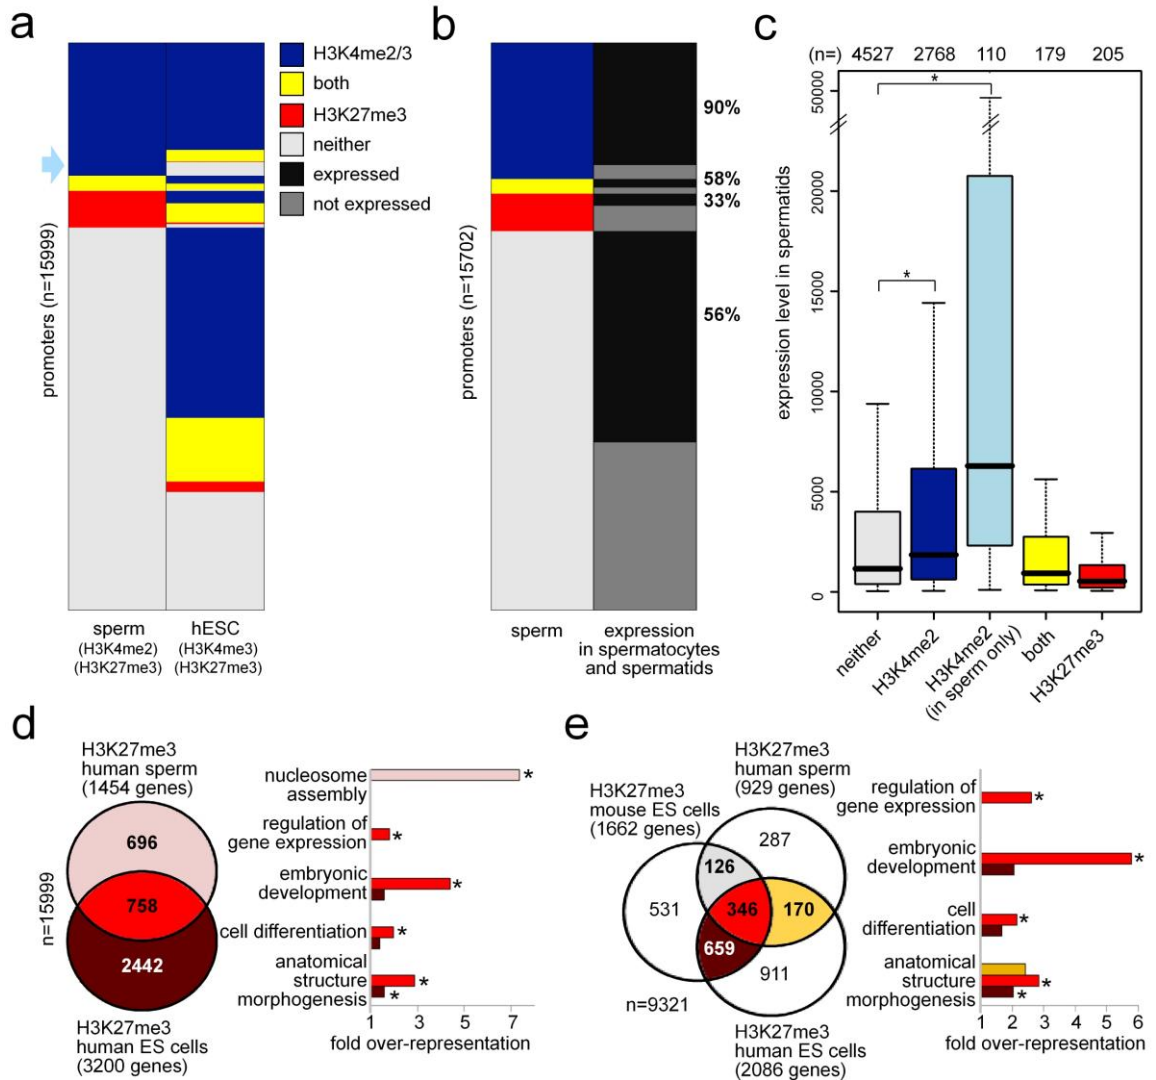 a
H3K4me2/3
both
H3K27me3
neither
expressed
not expressed
promoters (n=15999)
sperm
(H3K4me2)
(H3K27me3)
hESC
(H3K4me3)
(H3K27me3)
b
90%
58%
33%
56%
promoters (n=15702)
sperm
expression
in spermatocytes
and spermatids
c
(n=) 4527 2768 110 179 205
*
*
50000
20000
15000
10000
5000
0
expression level in spermatids
neither
H3K4me2
H3K4me2
(in sperm only)
both
H3K27me3
d
H3K27me3
human sperm
(1454 genes)
696
758
2442
n=15999
H3K27me3
human ES cells
(3200 genes)
nucleosome
assembly
*
regulation of
gene expression
*
embryonic
development
*
cell differentiation
*
anatomical
structure
morphogenesis
*
*
1 3 5 7
fold over-representation
e
H3K27me3
human sperm
(929 genes)
H3K27me3
mouse ES cells
(1662 genes)
287
126
531
346
170
659
911
n=9321
H3K27me3
human ES cells
(2086 genes)
regulation of
gene expression
*
embryonic
development
*
cell
differentiation
*
anatomical
structure
morphogenesis
*
*
1 2 3 4 5 6
fold over-representation